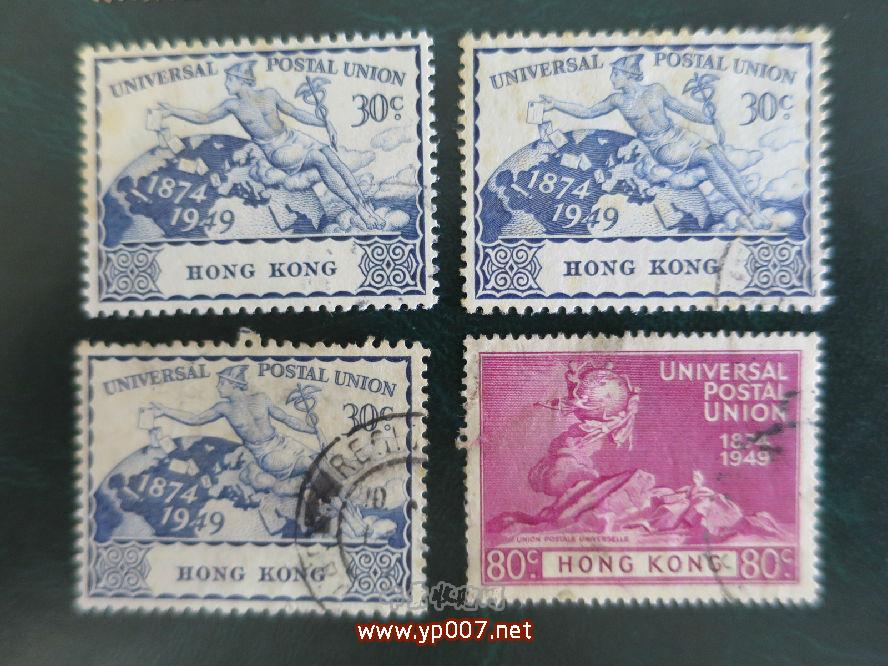 UNIVERSAL POSTAL UNION
30c.
1874
1949
HONG KONG
UNIVERSAL POSTAL UNION
30c.
1874
1949
HONG KONG
UNIVERSAL POSTAL UNION
30c.
1874
1949
HONG KONG
UNIVERSAL
POSTAL
UNION
1874
1949
UNION POSTALE UNIVERSELLE
80c. HONG KONG 80c.
www.yp007.net